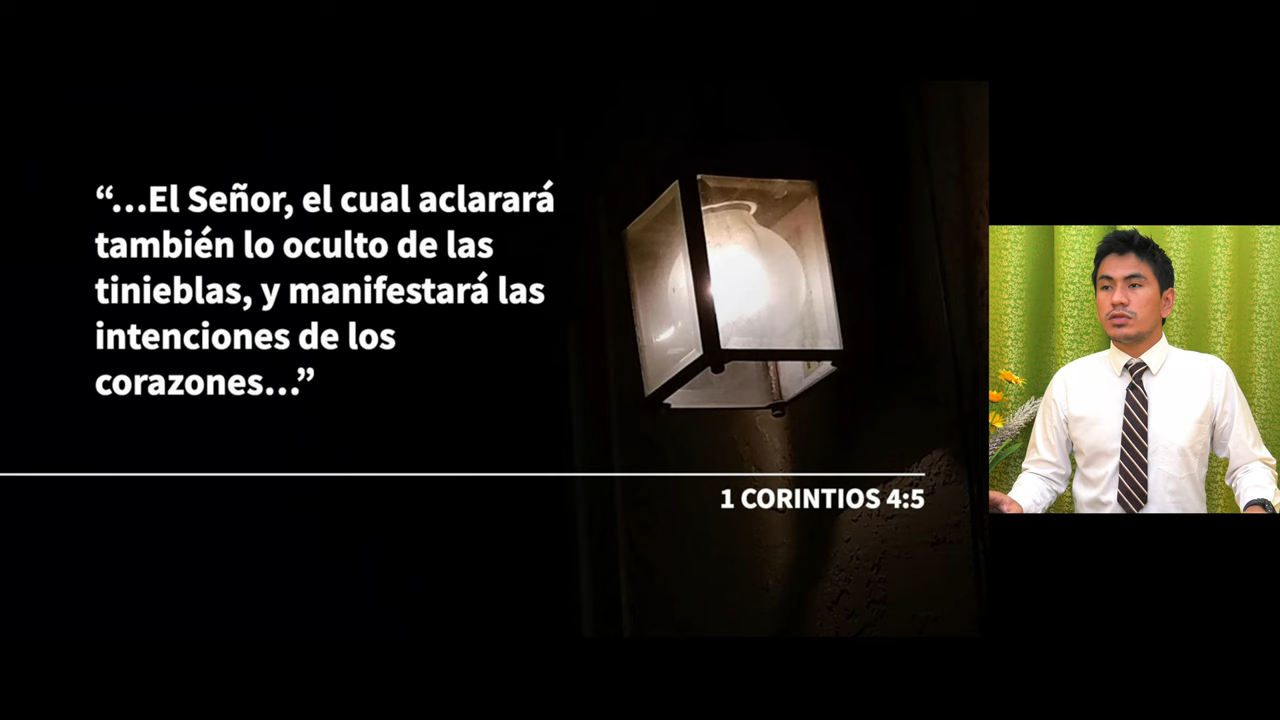 “...El Señor, el cual aclarará
también lo oculto de las
tinieblas, y manifestará las
intenciones de los
corazones...”
1 CORINTIOS 4:5